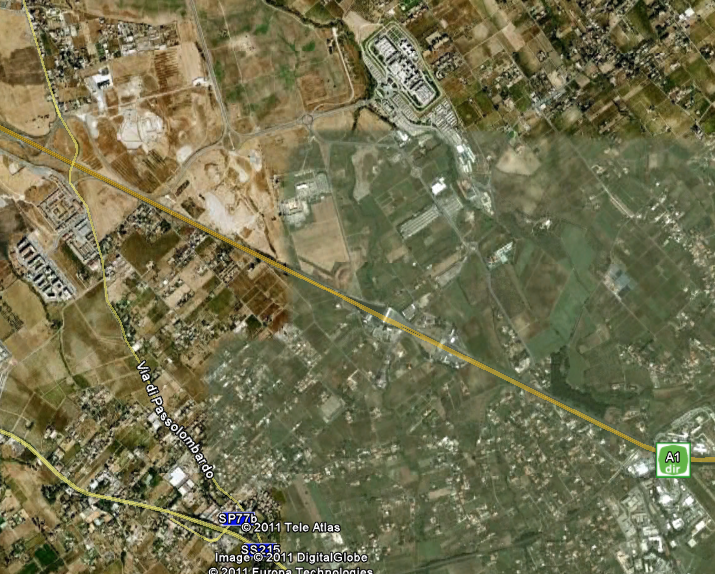 A1
dir
Via di Passolombardo
SP77b
© 2011 Tele Atlas
SS215
Image © 2011 DigitalGlobe
© 2011 Europa Technologies